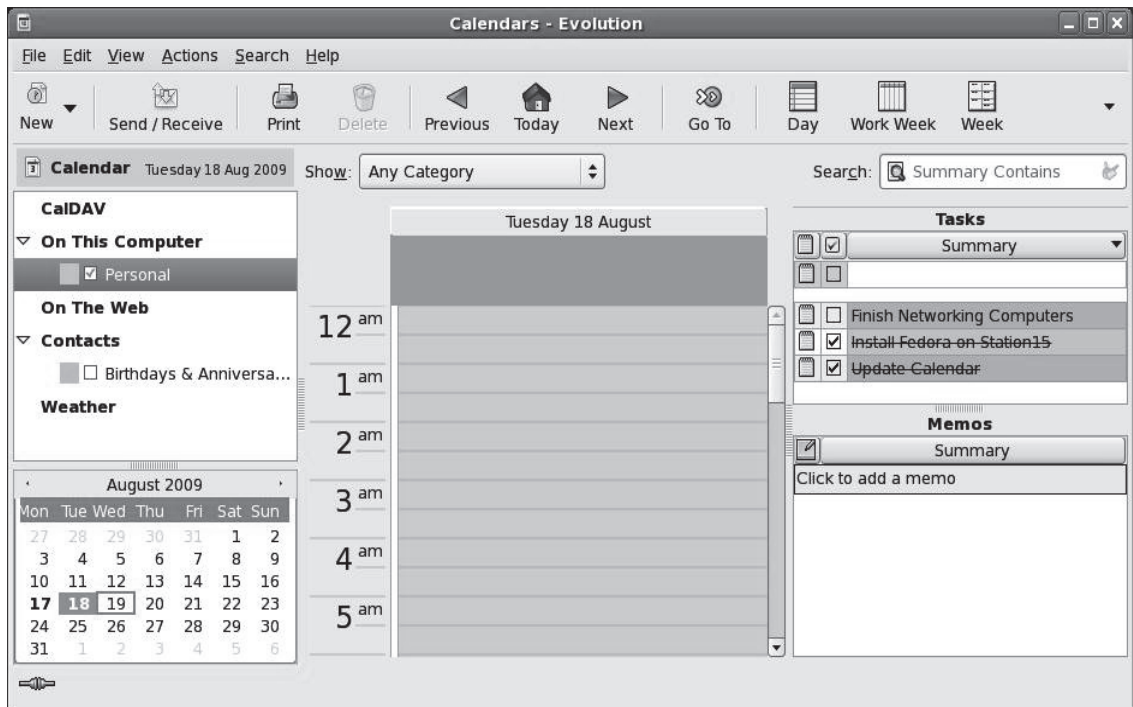 Calendars - Evolution
File Edit View Actions Search Help
New Send / Receive Print Delete Previous Today Next Go To Day Work Week Week
Calendar Tuesday 18 Aug 2009
Show: Any Category
Search: Summary Contains
CalDAV
On This Computer
Personal
On The Web
Contacts
Birthdays & Anniversa...
Weather
August 2009
Mon Tue Wed Thu Fri Sat Sun
27 28 29 30 31 1 2
3 4 5 6 7 8 9
10 11 12 13 14 15 16
17 18 19 20 21 22 23
24 25 26 27 28 29 30
31 1 2 3 4 5 6
Tuesday 18 August
12 am
1 am
2 am
3 am
4 am
5 am
Tasks
Summary
Finish Networking Computers
Install Fedora on Station15
Update Calendar
Memos
Summary
Click to add a memo